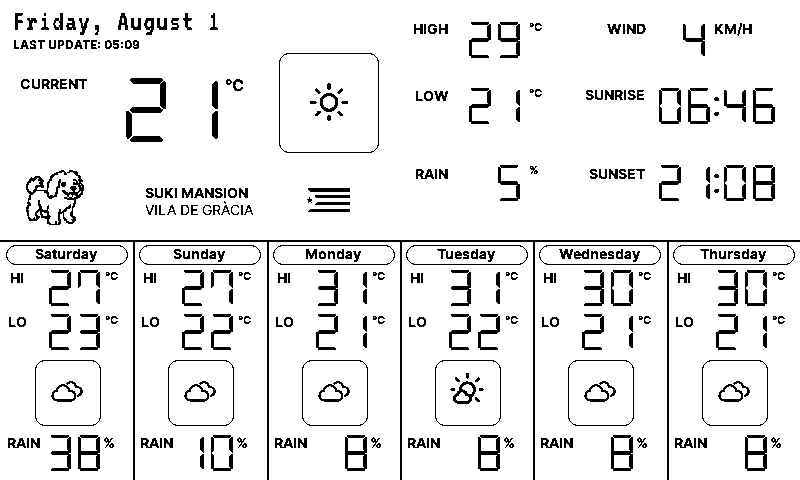 Friday, August 1
LAST UPDATE: 05:09
CURRENT 21 °C
HIGH 29 °C
WIND 4 KM/H
LOW 21 °C
SUNRISE 06:46
RAIN 5 %
SUNSET 21:08
SUKI MANSION
VILA DE GRÀCIA
Saturday
HI 27 °C
LO 23 °C
RAIN 38 %
Sunday
HI 27 °C
LO 22 °C
RAIN 10 %
Monday
HI 31 °C
LO 21 °C
RAIN 8 %
Tuesday
HI 31 °C
LO 22 °C
RAIN 8 %
Wednesday
HI 30 °C
LO 21 °C
RAIN 8 %
Thursday
HI 30 °C
LO 21 °C
RAIN 8 %